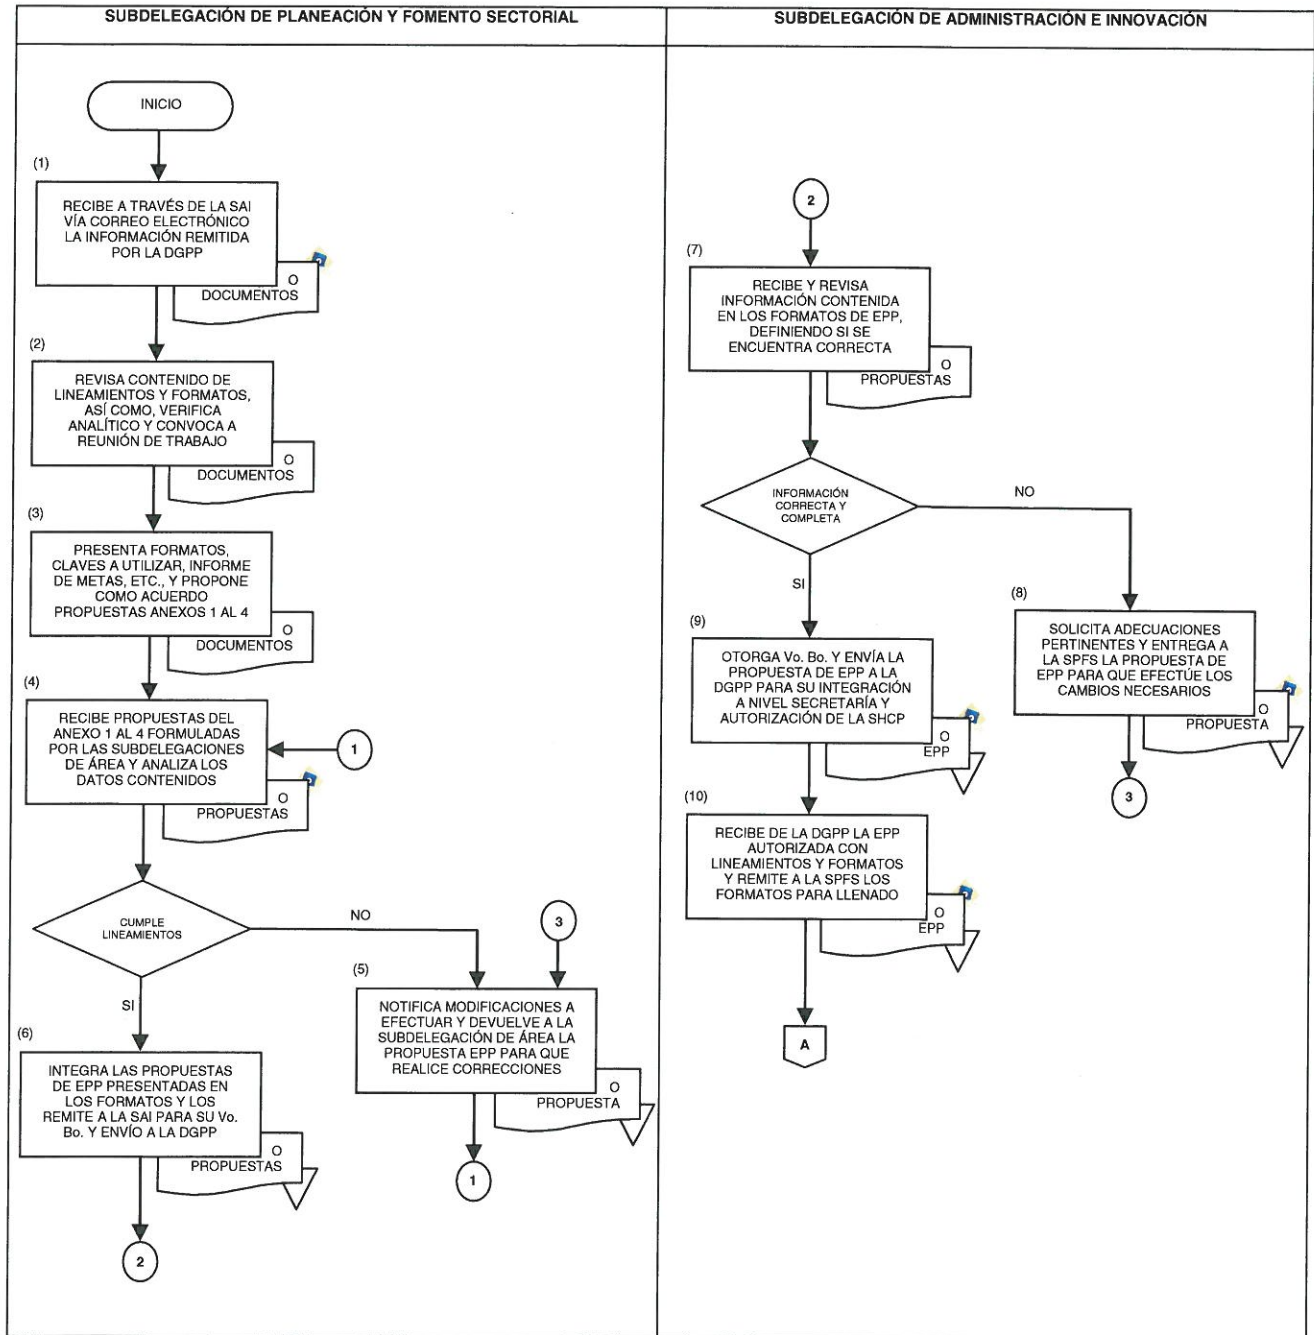 SUBDELEGACIÓN DE PLANEACIÓN Y FOMENTO SECTORIAL
SUBDELEGACIÓN DE ADMINISTRACIÓN E INNOVACIÓN
INICIO
(1)
RECIBE A TRAVÉS DE LA SAI
VÍA CORREO ELECTRÓNICO
LA INFORMACIÓN REMITIDA
POR LA DGPP
O
DOCUMENTOS
(2)
REVISA CONTENIDO DE
LINEAMIENTOS Y FORMATOS,
ASÍ COMO, VERIFICA
ANALÍTICO Y CONVOCA A
REUNIÓN DE TRABAJO
O
DOCUMENTOS
(3)
PRESENTA FORMATOS,
CLAVES A UTILIZAR, INFORME
DE METAS, ETC., Y PROPONE
COMO ACUERDO
PROPUESTAS ANEXOS 1 AL 4
O
DOCUMENTOS
(4)
RECIBE PROPUESTAS DEL
ANEXO 1 AL 4 FORMULADAS
POR LAS SUBDELEGACIONES
DE ÁREA Y ANALIZA LOS
DATOS CONTENIDOS
1
O
PROPUESTAS
CUMPLE
LINEAMIENTOS
NO
SI
3
(5)
NOTIFICA MODIFICACIONES A
EFECTUAR Y DEVUELVE A LA
SUBDELEGACIÓN DE ÁREA LA
PROPUESTA EPP PARA QUE
REALICE CORRECCIONES
O
PROPUESTA
1
(6)
INTEGRA LAS PROPUESTAS
DE EPP PRESENTADAS EN
LOS FORMATOS Y LOS
REMITE A LA SAI PARA SU Vo.
Bo. Y ENVÍO A LA DGPP
O
PROPUESTAS
2
2
(7)
RECIBE Y REVISA
INFORMACIÓN CONTENIDA
EN LOS FORMATOS DE EPP,
DEFINIENDO SI SE
ENCUENTRA CORRECTA
O
PROPUESTAS
INFORMACIÓN
CORRECTA Y
COMPLETA
NO
SI
(8)
SOLICITA ADECUACIONES
PERTINENTES Y ENTREGA A
LA SPFS LA PROPUESTA DE
EPP PARA QUE EFECTÚE LOS
CAMBIOS NECESARIOS
O
PROPUESTA
3
(9)
OTORGA Vo. Bo. Y ENVÍA LA
PROPUESTA DE EPP A LA
DGPP PARA SU INTEGRACIÓN
A NIVEL SECRETARÍA Y
AUTORIZACIÓN DE LA SHCP
O
EPP
(10)
RECIBE DE LA DGPP LA EPP
AUTORIZADA CON
LINEAMIENTOS Y FORMATOS
Y REMITE A LA SPFS LOS
FORMATOS PARA LLENADO
O
EPP
A